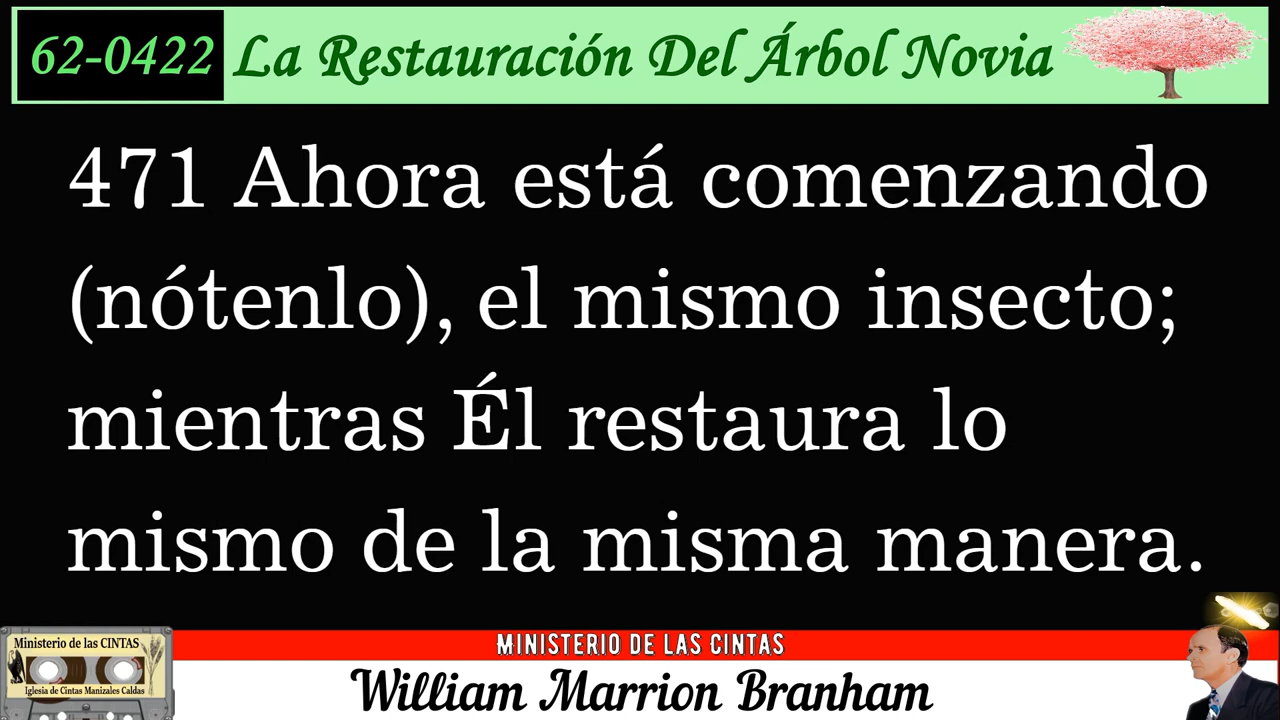 62-0422 La Restauración Del Árbol Novia
471 Ahora está comenzando
(nótenlo), el mismo insecto;
mientras Él restaura lo
mismo de la misma manera.
MINISTERIO DE LAS CINTAS
William Marrion Branham
Ministerio de las CINTAS
Iglesia de Cintas Manizales Caldas